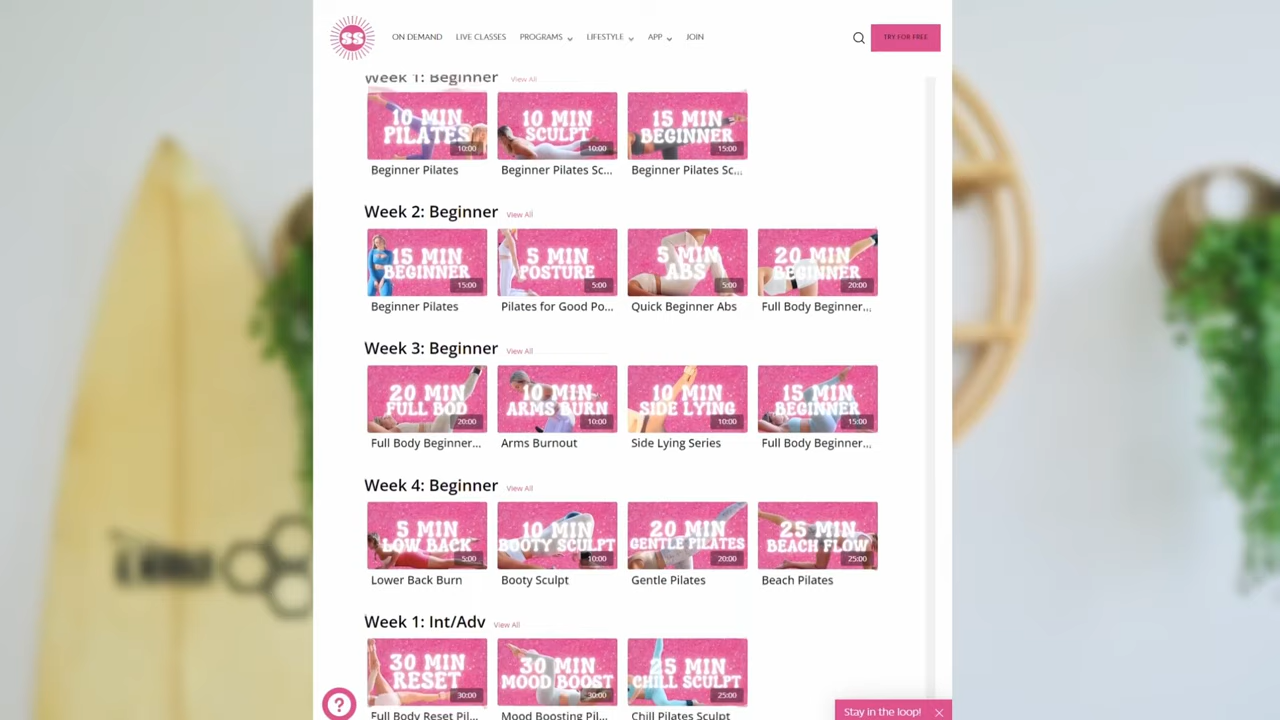 SS
ON DEMAND LIVE CLASSES PROGRAMS LIFESTYLE APP JOIN
TRY FOR FREE
Week 1: Beginner View All
10 MIN PILATES 10:00
10 MIN SCULPT 10:00
15 MIN BEGINNER 15:00
Beginner Pilates
Beginner Pilates Sc...
Beginner Pilates Sc...
Week 2: Beginner View All
15 MIN BEGINNER 15:00
5 MIN POSTURE 5:00
5 MIN ABS 5:00
20 MIN BEGINNER 20:00
Beginner Pilates
Pilates for Good Po...
Quick Beginner Abs
Full Body Beginner...
Week 3: Beginner View All
20 MIN FULL BOD 20:00
10 MIN ARMS BURN 10:00
10 MIN SIDE LYING 10:00
15 MIN BEGINNER 15:00
Full Body Beginner...
Arms Burnout
Side Lying Series
Full Body Beginner...
Week 4: Beginner View All
5 MIN LOW BACK 5:00
10 MIN BOOTY SCULPT 10:00
20 MIN GENTLE PILATES 20:00
25 MIN BEACH FLOW 25:00
Lower Back Burn
Booty Sculpt
Gentle Pilates
Beach Pilates
Week 1: Int/Adv View All
30 MIN RESET 30:00
30 MIN MOOD BOOST 30:00
25 MIN CHILL SCULPT 25:00
Full Body Reset Pil...
Mood Boosting Pil...
Chill Pilates Sculpt
?
Stay in the loop!